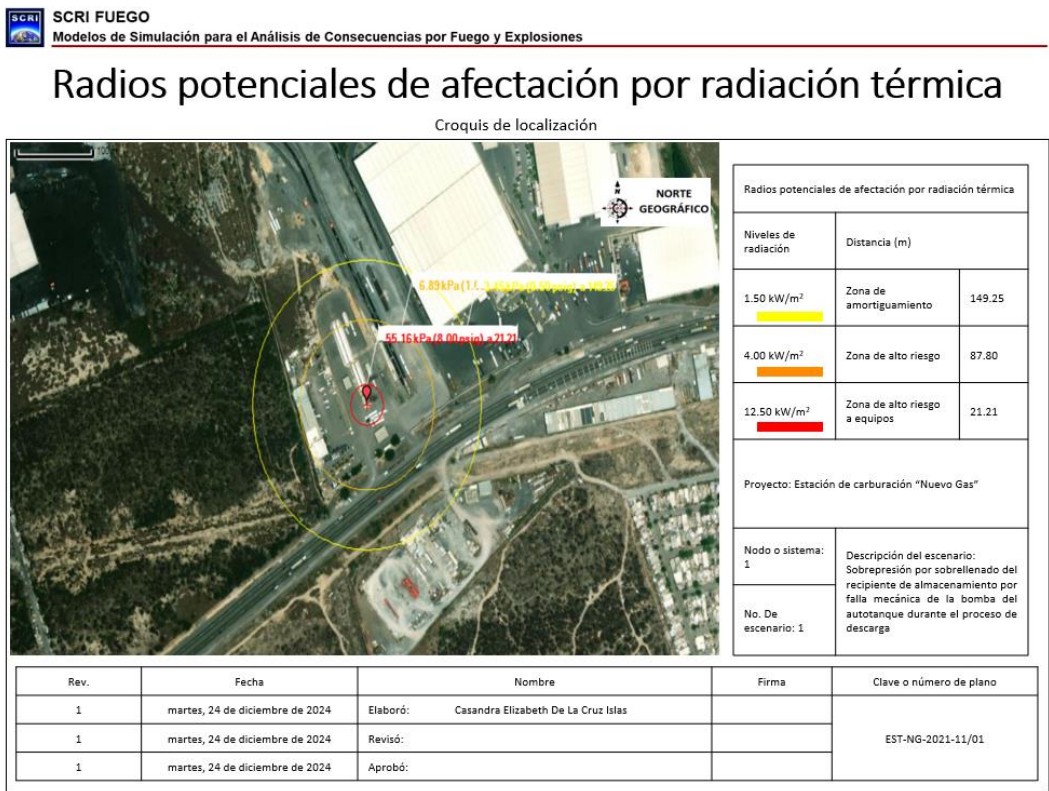 SCRI
SCRI FUEGO
Modelos de Simulación para el Análisis de Consecuencias por Fuego y Explosiones
Radios potenciales de afectación por radiación térmica
Croquis de localización
NORTE
GEOGRÁFICO
6.89 kPa (1.
55.16 kPa (8.00 psig) a 21.21
Radios potenciales de afectación por radiación térmica
Niveles de
radiación
Distancia (m)
1.50 kW/m²
Zona de
amortiguamiento
149.25
4.00 kW/m²
Zona de alto riesgo
87.80
12.50 kW/m²
Zona de alto riesgo
a equipos
21.21
Proyecto: Estación de carburación “Nuevo Gas”
Nodo o sistema:
1
No. De
escenario: 1
Descripción del escenario:
Sobrepresión por sobrellenado del
recipiente de almacenamiento por
falla mecánica de la bomba del
autotanque durante el proceso de
descarga
Rev. Fecha Nombre Firma Clave o número de plano
1 martes, 24 de diciembre de 2024 Elaboró: Casandra Elizabeth De La Cruz Islas
1 martes, 24 de diciembre de 2024 Revisó:
EST-NG-2021-11/01
1 martes, 24 de diciembre de 2024 Aprobó: